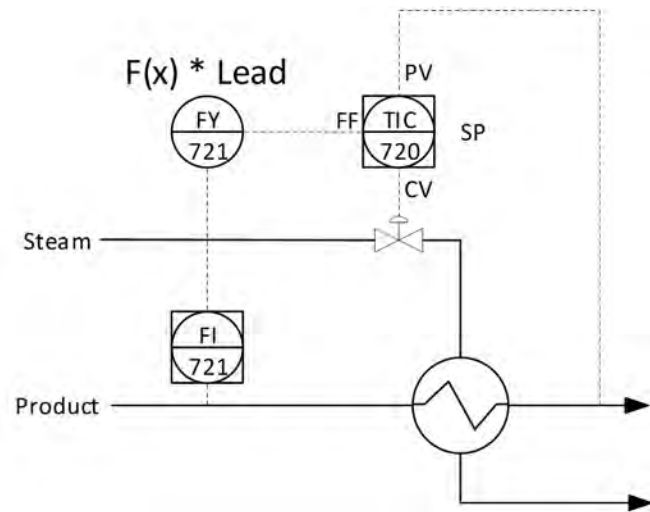 PV
F(x) * Lead
FY
721
FF
TIC
720
SP
CV
Steam
FI
721
Product